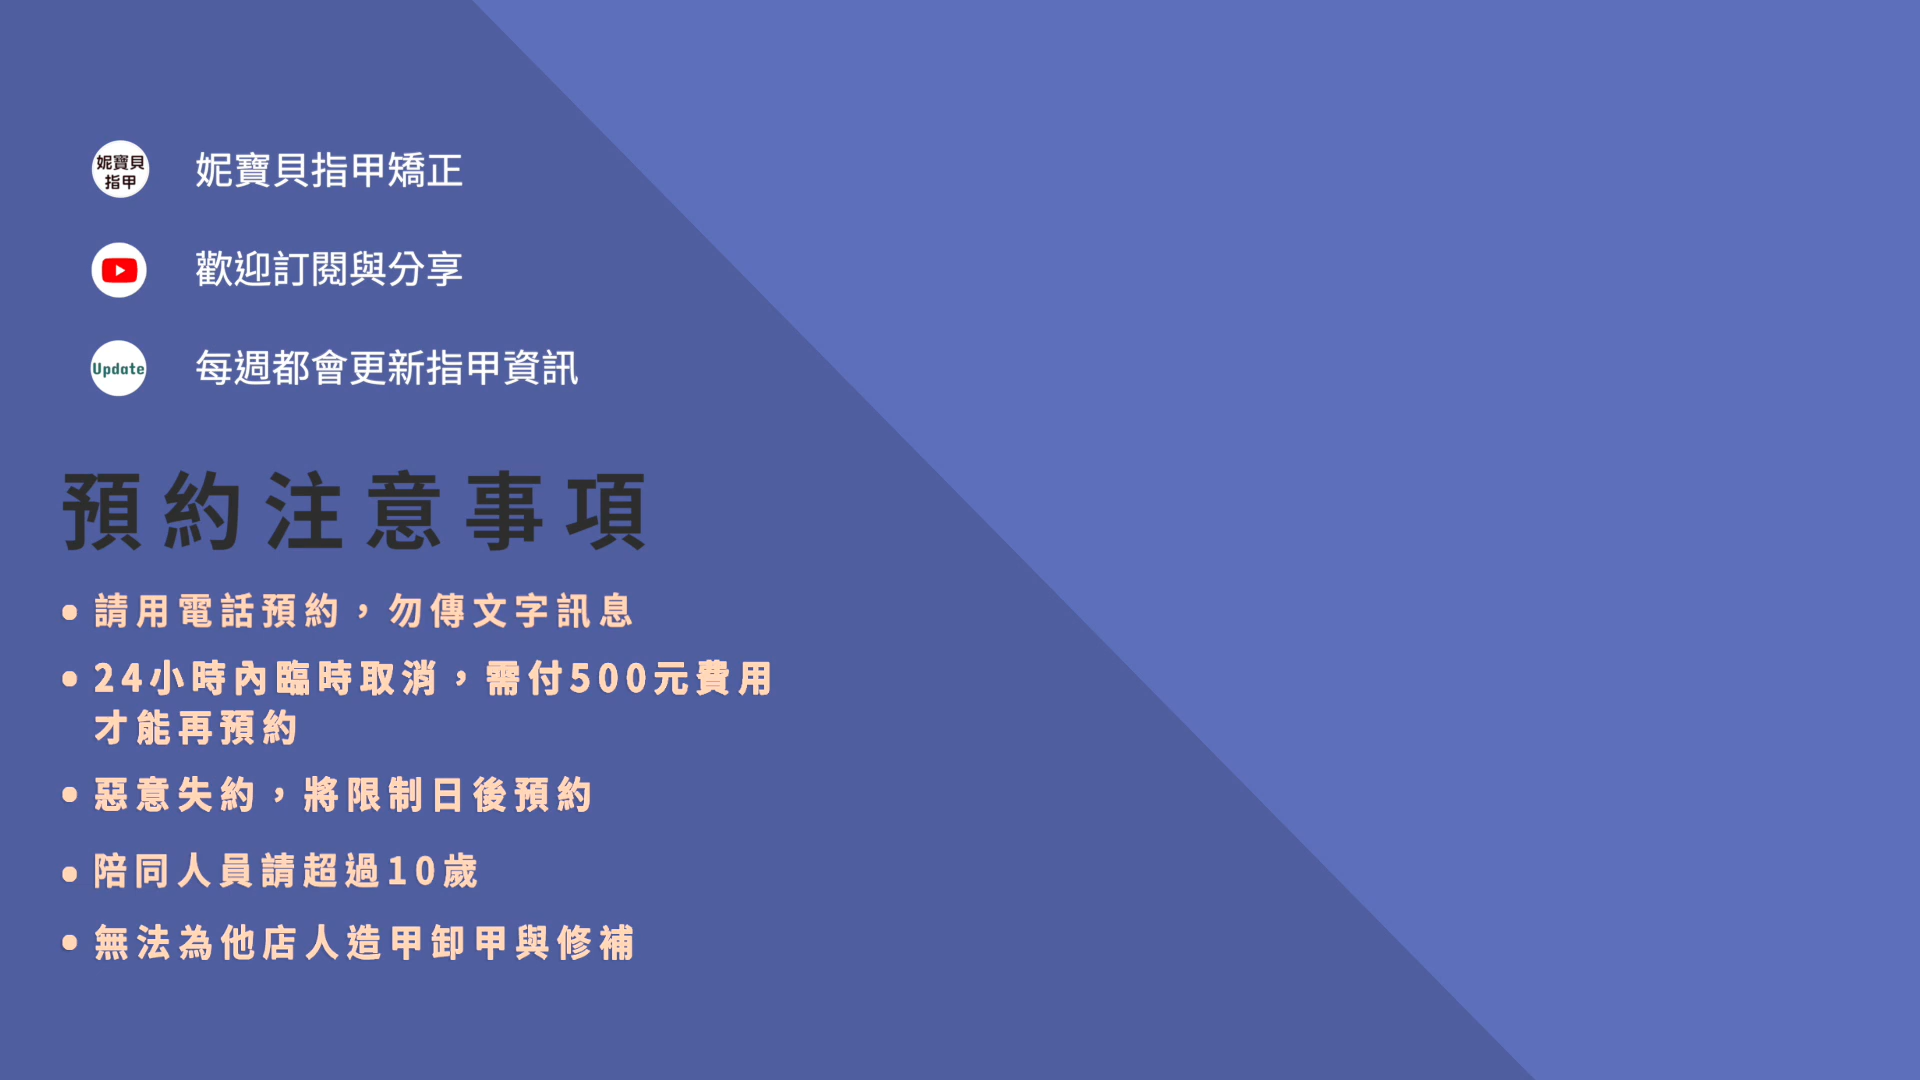 妮寶貝
指甲
妮寶貝指甲矯正
歡迎訂閱與分享
Update
每週都會更新指甲資訊
預約注意事項
• 請用電話預約，勿傳文字訊息
• 24小時內臨時取消，需付500元費用
才能再預約
• 惡意失約，將限制日後預約
• 陪同人員請超過10歲
• 無法為他店人造甲卸甲與修補